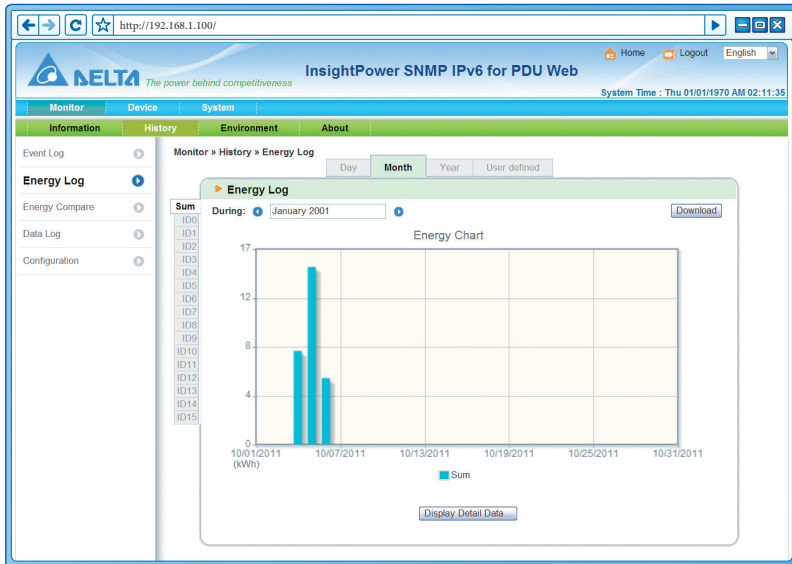 http://192.168.1.100/
Home
Logout
English
DELTA
The power behind competitiveness
InsightPower SNMP IPv6 for PDU Web
System Time : Thu 01/01/1970 AM 02:11:35
Monitor
Device
System
Information
History
Environment
About
Event Log
Energy Log
Energy Compare
Data Log
Configuration
Monitor » History » Energy Log
Day
Month
Year
User defined
Energy Log
Sum
ID0
ID1
ID2
ID3
ID4
ID5
ID6
ID7
ID8
ID9
ID10
ID11
ID12
ID13
ID14
ID15
During:
January 2001
Download
Energy Chart
17
12
8
4
0
10/01/2011
10/07/2011
10/13/2011
10/19/2011
10/25/2011
10/31/2011
(kWh)
Sum
Display Detail Data...